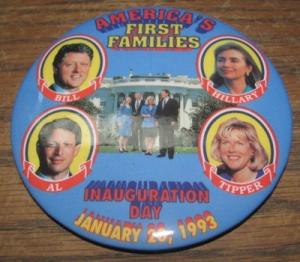 AMERICA'S
FIRST
FAMILIES
BILL
HILLARY
AL
TIPPER
INAUGURATION
DAY
JANUARY 20, 1993